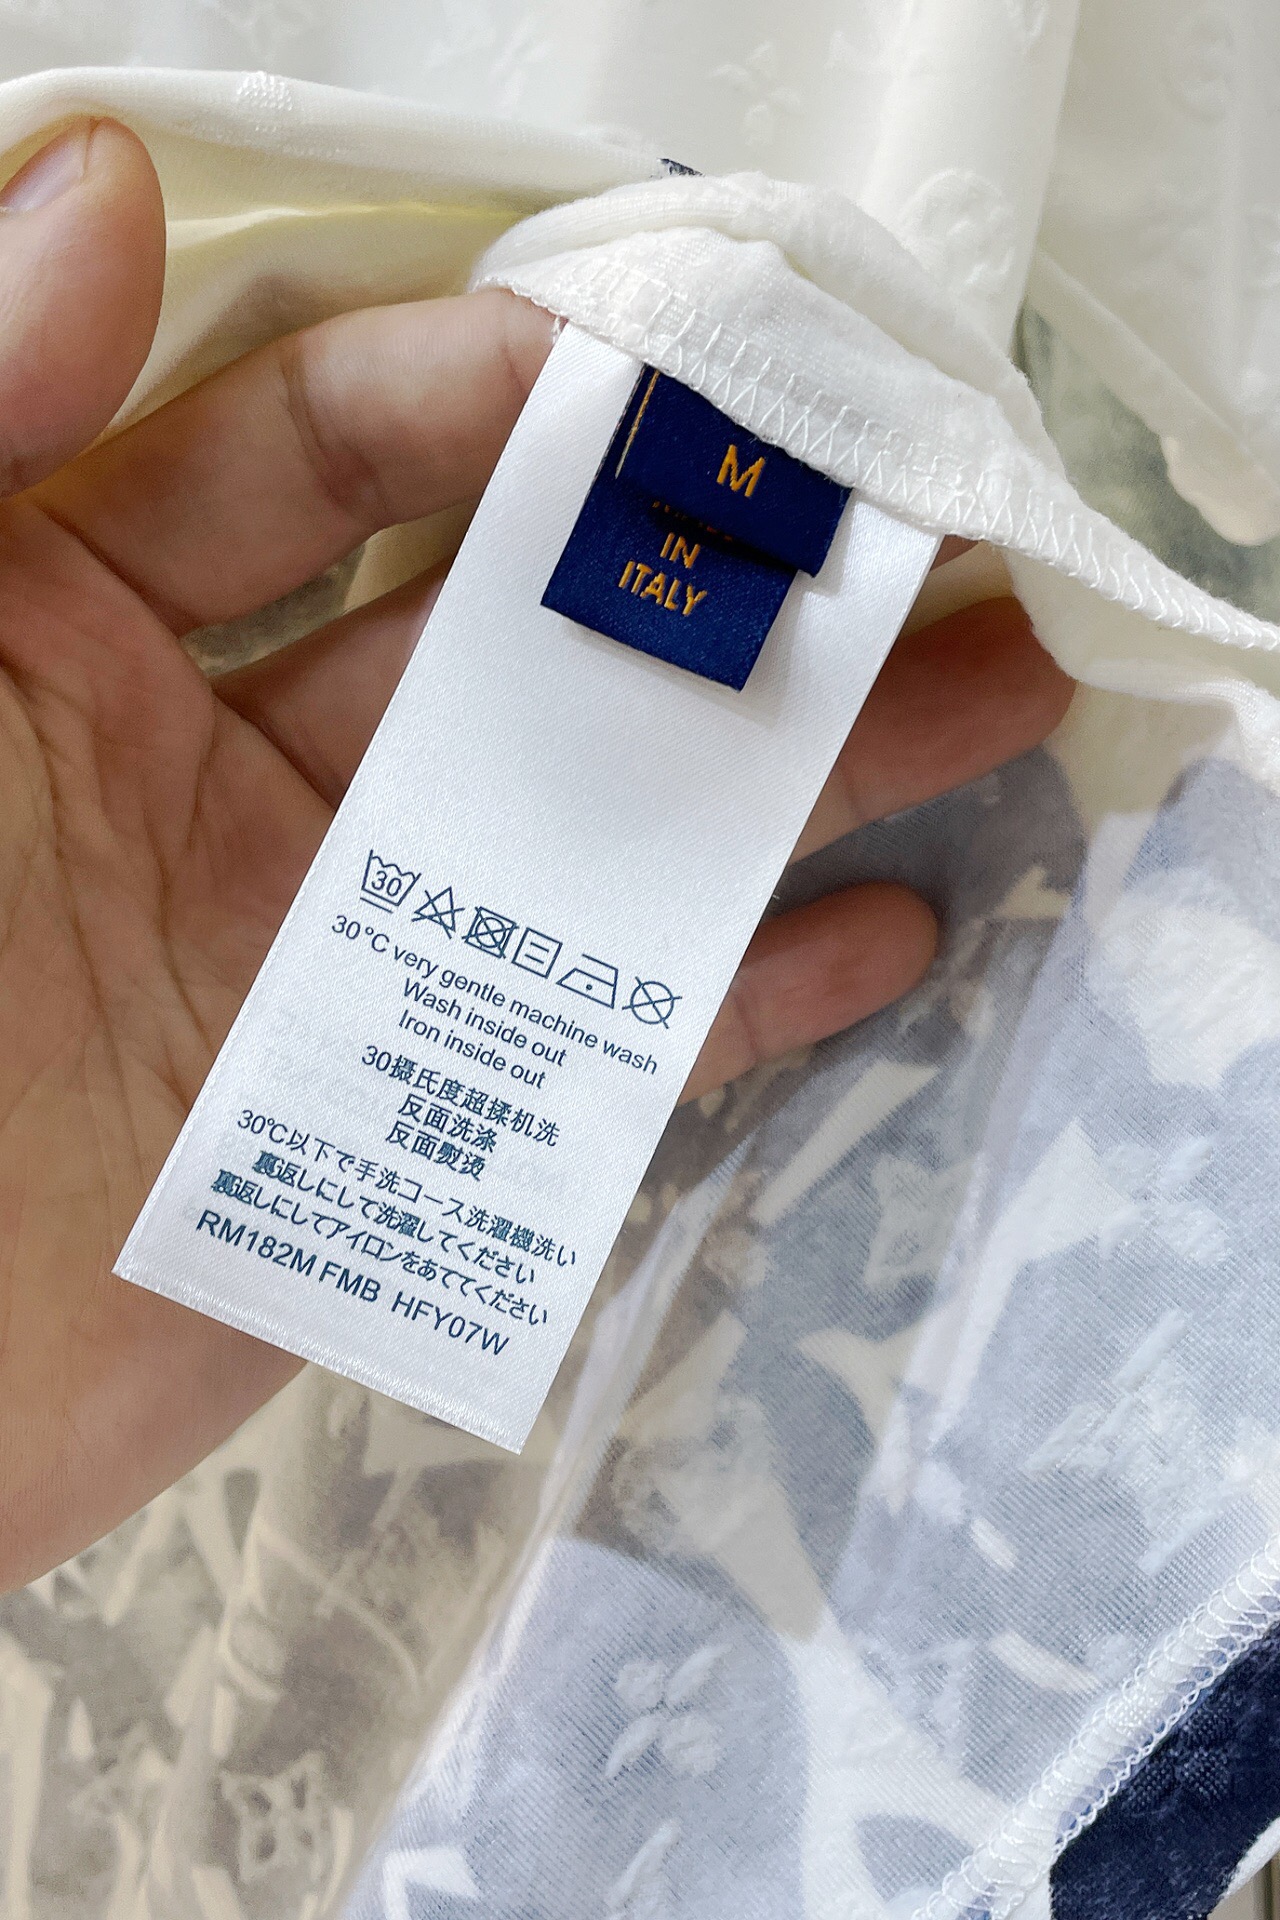 M
IN
ITALY
30
30°C very gentle machine wash
Wash inside out
Iron inside out
30摄氏度超揉机洗
反面洗涤
反面熨烫
30℃以下で手洗コース洗濯機洗い
裏返しにして洗濯してください
裏返しにしてアイロンをあててください
RM182M FMB HFY07W